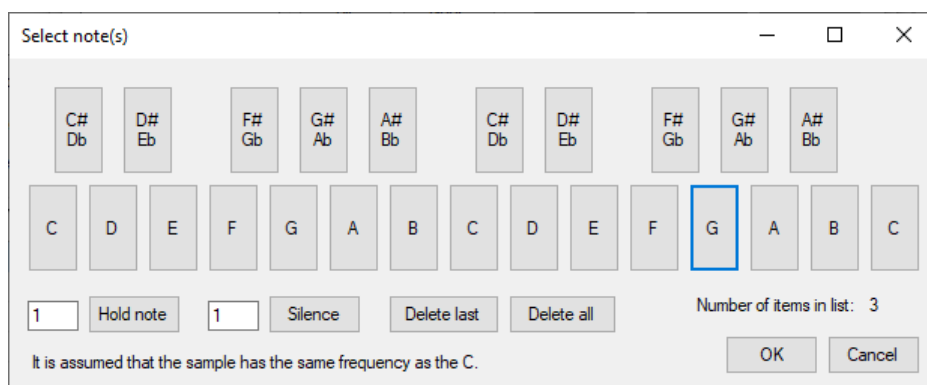 Select note(s)
C# D# F# G# A# C# D# F# G# A#
Db Eb Gb Ab Bb Db Eb Gb Ab Bb
C D E F G A B C D E F G A B C
1 Hold note 1 Silence Delete last Delete all Number of items in list: 3
It is assumed that the sample has the same frequency as the C.
OK Cancel